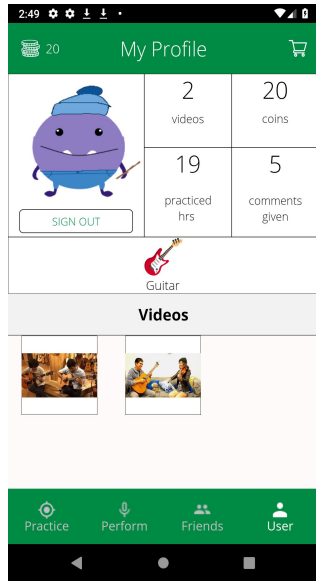 2:49
20
My Profile
2
videos
20
coins
19
practiced
hrs
5
comments
given
SIGN OUT
Guitar
Videos
Practice
Perform
Friends
User